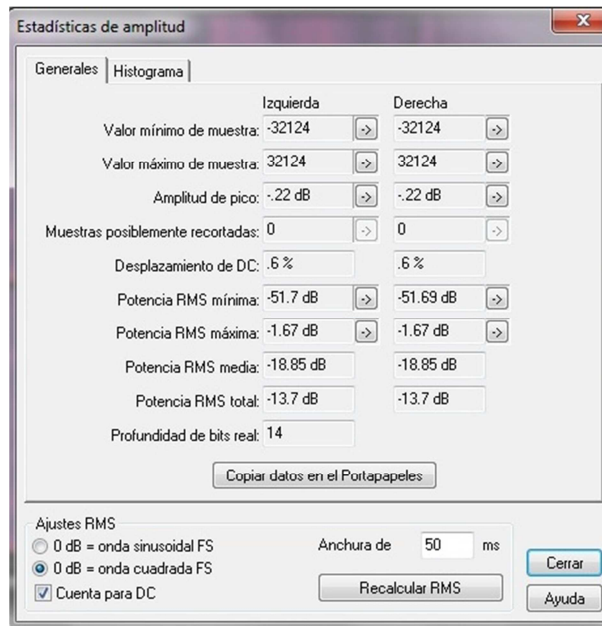 Estadísticas de amplitud
Generales Histograma
Izquierda Derecha
Valor mínimo de muestra: -32124 -> -32124 ->
Valor máximo de muestra: 32124 -> 32124 ->
Amplitud de pico: -.22 dB -> -.22 dB ->
Muestras posiblemente recortadas: 0 -> 0 ->
Desplazamiento de DC: .6 % .6 %
Potencia RMS mínima: -51.7 dB -> -51.69 dB ->
Potencia RMS máxima: -1.67 dB -> -1.67 dB ->
Potencia RMS media: -18.85 dB -18.85 dB
Potencia RMS total: -13.7 dB -13.7 dB
Profundidad de bits real: 14
Copiar datos en el Portapapeles
Ajustes RMS
0 dB = onda sinusoidal FS Anchura de 50 ms
0 dB = onda cuadrada FS Cerrar
Cuenta para DC Recalcular RMS
Ayuda